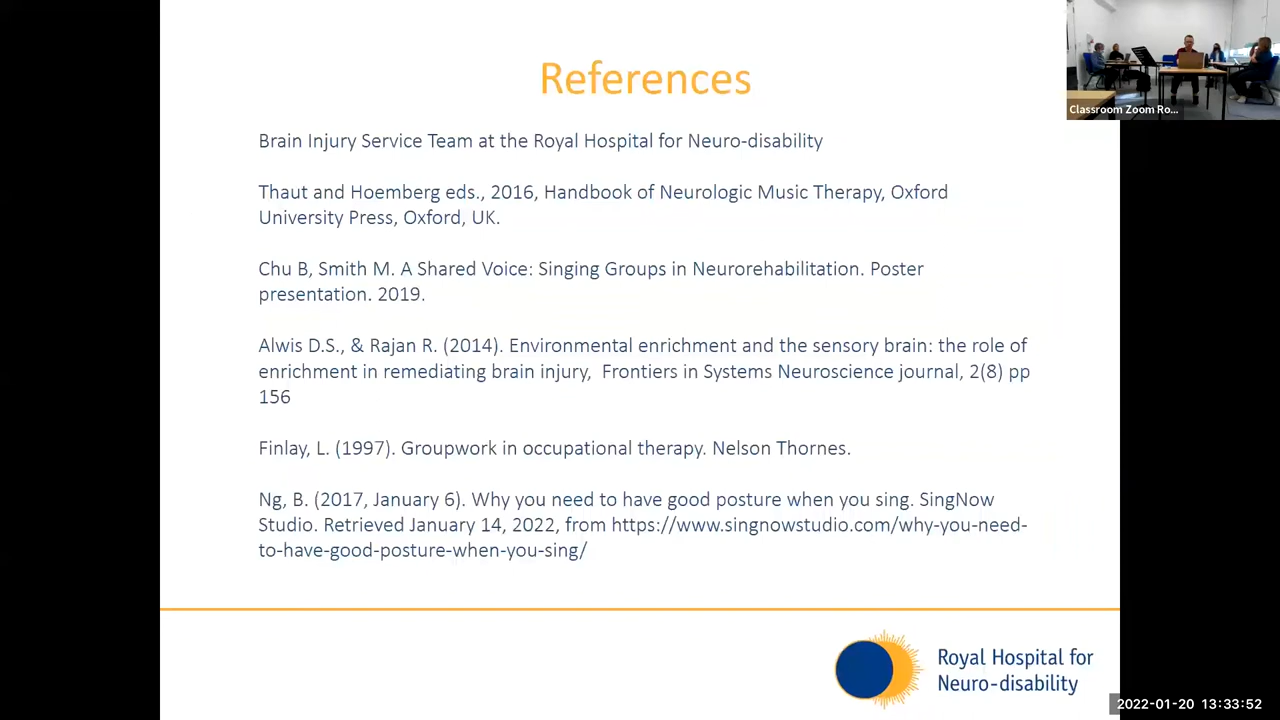 References
Classroom Zoom Ro...
Brain Injury Service Team at the Royal Hospital for Neuro-disability
Thaut and Hoemberg eds., 2016, Handbook of Neurologic Music Therapy, Oxford
University Press, Oxford, UK.
Chu B, Smith M. A Shared Voice: Singing Groups in Neurorehabilitation. Poster
presentation. 2019.
Alwis D.S., & Rajan R. (2014). Environmental enrichment and the sensory brain: the role of
enrichment in remediating brain injury,  Frontiers in Systems Neuroscience journal, 2(8) pp
156
Finlay, L. (1997). Groupwork in occupational therapy. Nelson Thornes.
Ng, B. (2017, January 6). Why you need to have good posture when you sing. SingNow
Studio. Retrieved January 14, 2022, from https://www.singnowstudio.com/why-you-need-
to-have-good-posture-when-you-sing/
Royal Hospital for
Neuro-disability
2022-01-20 13:33:52